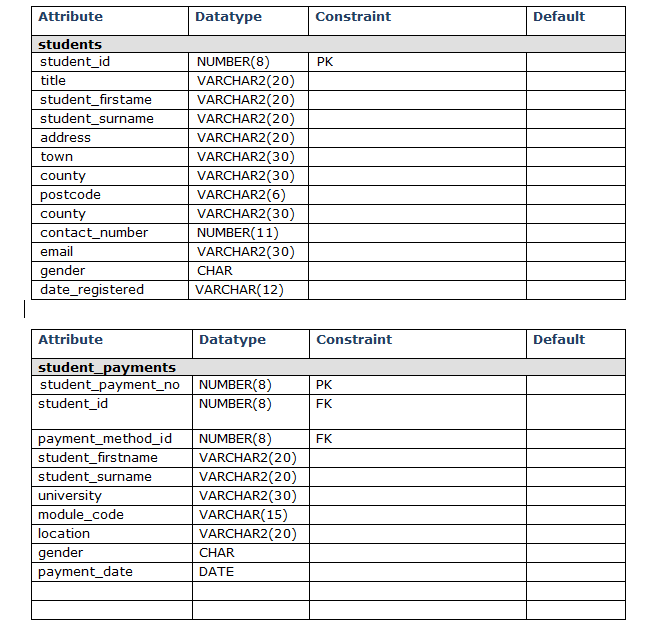 Attribute Datatype Constraint Default
students
student_id NUMBER(8) PK
title VARCHAR2(20)
student_firstame VARCHAR2(20)
student_surname VARCHAR2(20)
address VARCHAR2(20)
town VARCHAR2(30)
county VARCHAR2(30)
postcode VARCHAR2(6)
county VARCHAR2(30)
contact_number NUMBER(11)
email VARCHAR2(30)
gender CHAR
date_registered VARCHAR(12)
Attribute Datatype Constraint Default
student_payments
student_payment_no NUMBER(8) PK
student_id NUMBER(8) FK
payment_method_id NUMBER(8) FK
student_firstname VARCHAR2(20)
student_surname VARCHAR2(20)
university VARCHAR2(30)
module_code VARCHAR(15)
location VARCHAR2(20)
gender CHAR
payment_date DATE